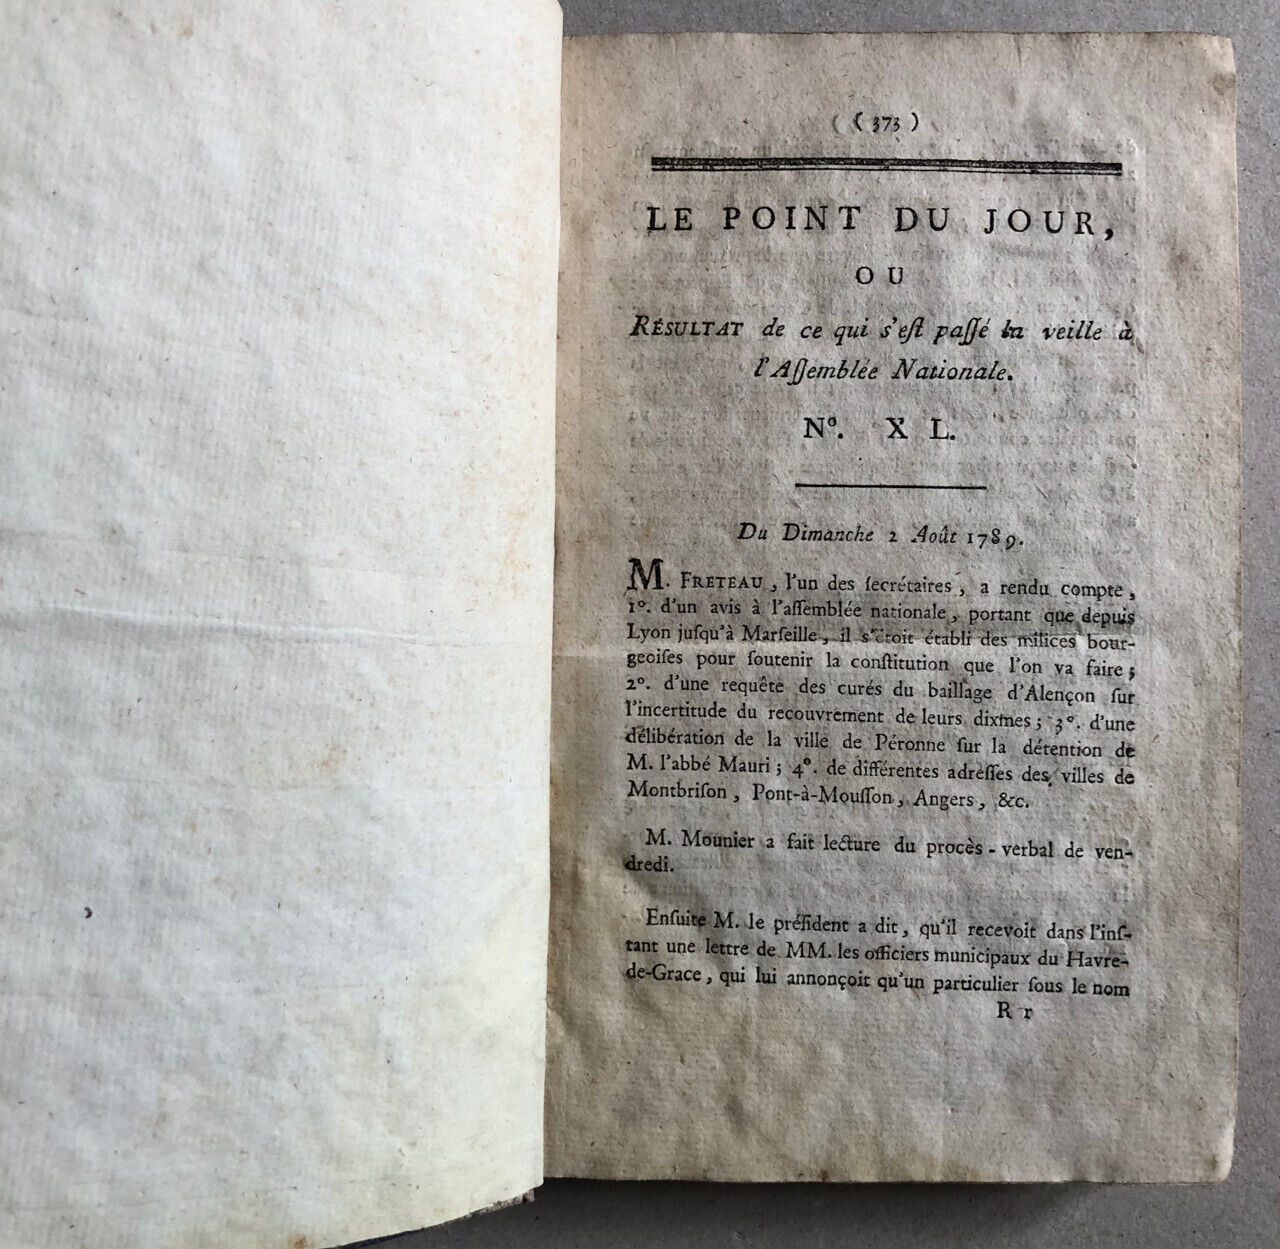 ( 373 )
LE POINT DU JOUR,
OU
RÉSULTAT de ce qui s'eſt paſſé la veille à
l'Aſſemblée Nationale.
Nº. X L.
Du Dimanche 2 Août 1789.
M. FRETEAU, l'un des ſecrétaires, a rendu compte,
1º. d'un avis à l'aſſemblée nationale, portant que depuis
Lyon juſqu'à Marſeille, il s'étoit établi des milices bour-
geoiſes pour ſoutenir la conſtitution que l'on va faire;
2º. d'une requête des curés du bailſage d'Alençon ſur
l'incertitude du recouvrement de leurs dixmes; 3º. d'une
délibération de la ville de Péronne ſur la détention de
M. l'abbé Mauri; 4º. de différentes adreſſes des villes de
Montbriſon, Pont-à-Mouſſon, Angers, &c.
M. Mounier a fait lecture du procès-verbal de ven-
dredi.
Enſuite M. le préſident a dit, qu'il recevoit dans l'inſ-
tant une lettre de MM. les officiers municipaux du Havre-
de-Grace, qui lui annonçoit qu'un particulier ſous le nom
R r